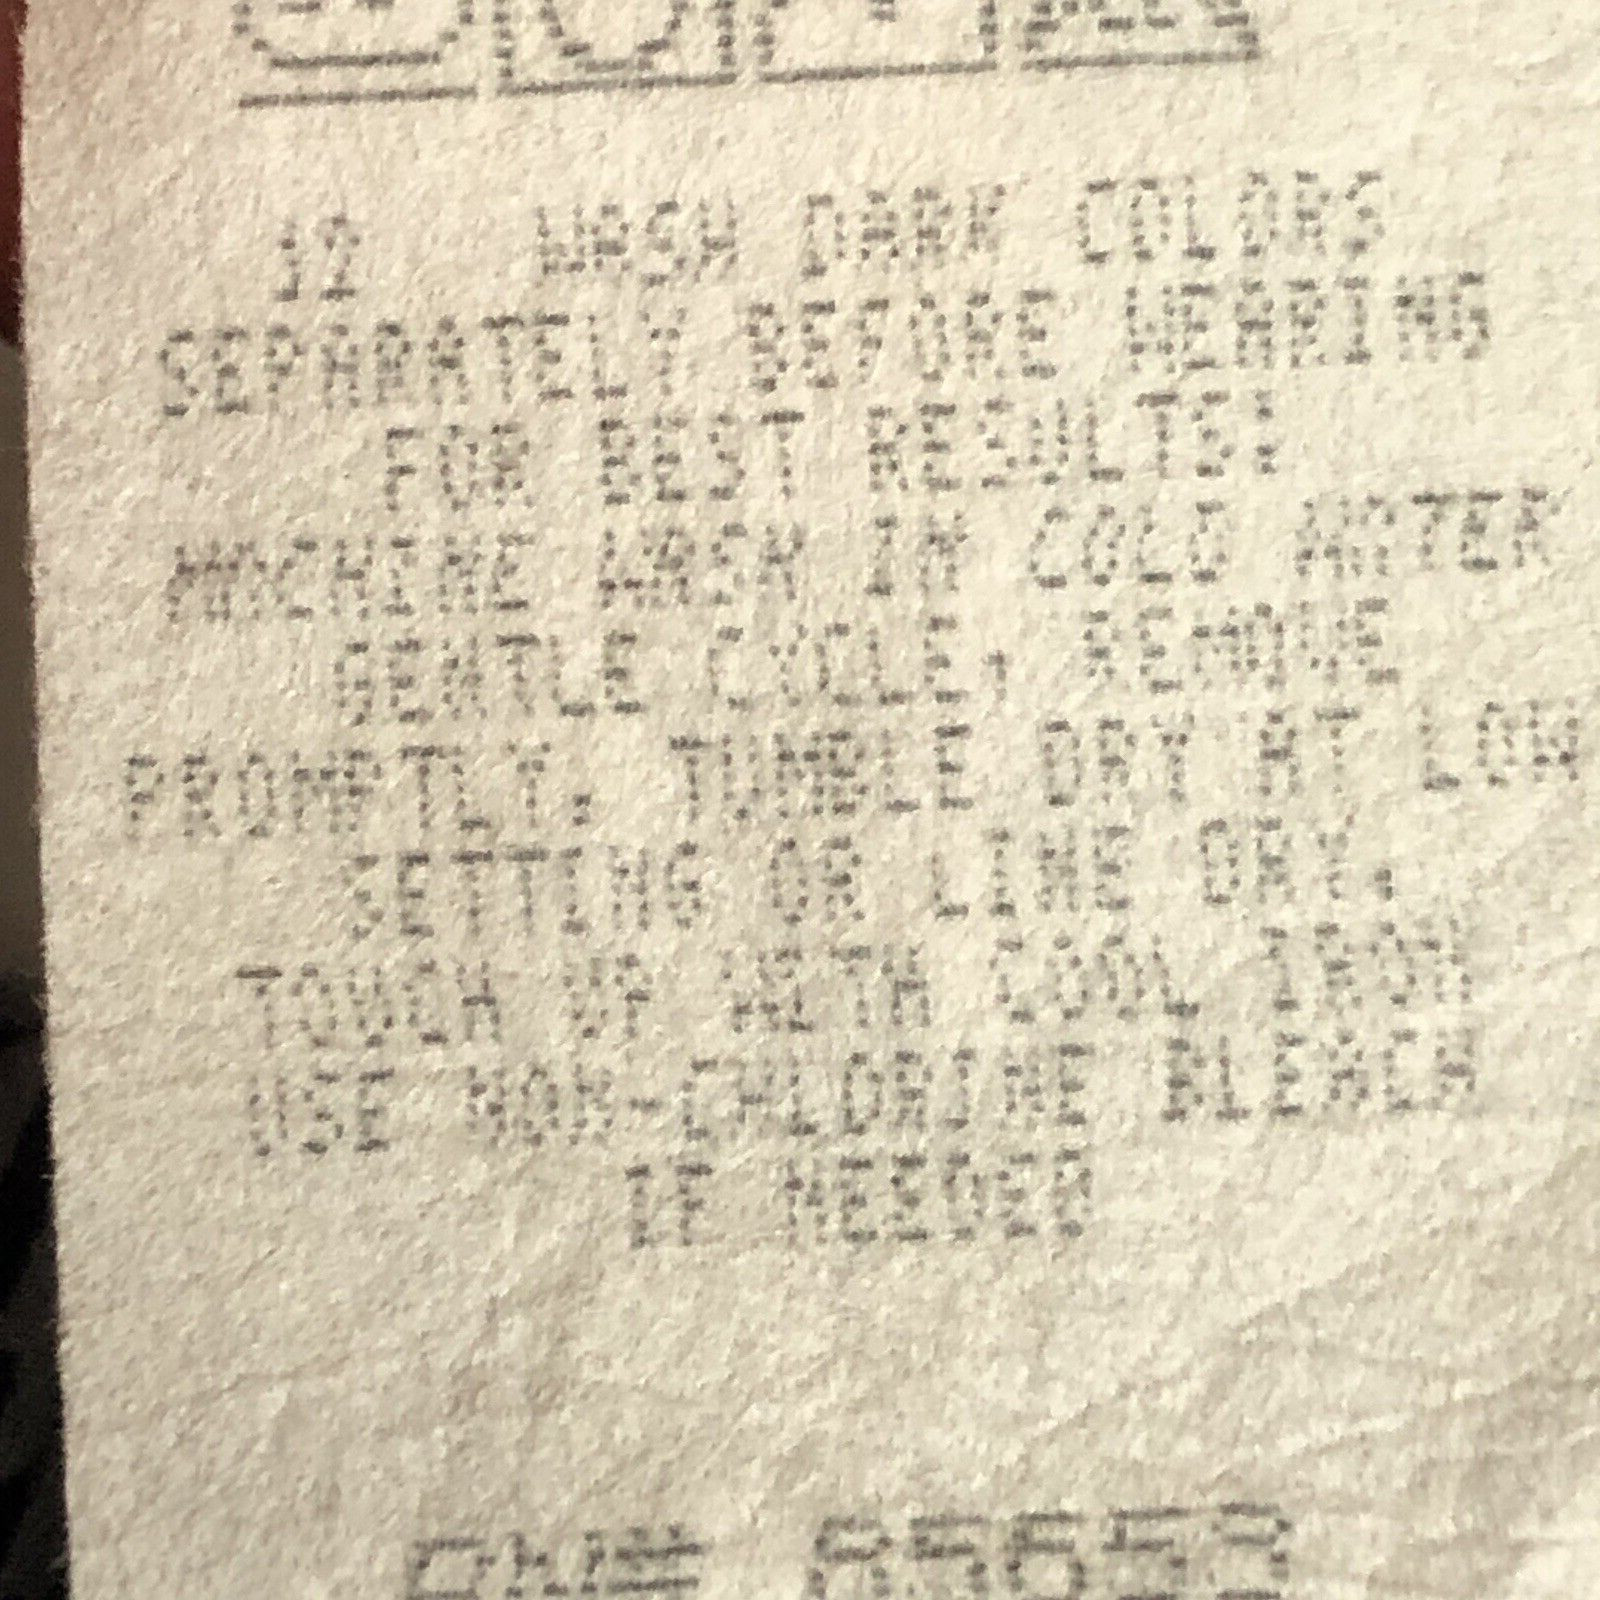 12 WASH DARK COLORS
SEPARATELY BEFORE WEARING
FOR BEST RESULTS:
MACHINE WASH IN COLD WATER
GENTLE CYCLE, REMOVE
PROMPTLY, TUMBLE DRY AT LOW
SETTING OR LINE DRY.
TOUCH UP WITH COOL IRON
USE NON-CHLORINE BLEACH
IF NEEDED